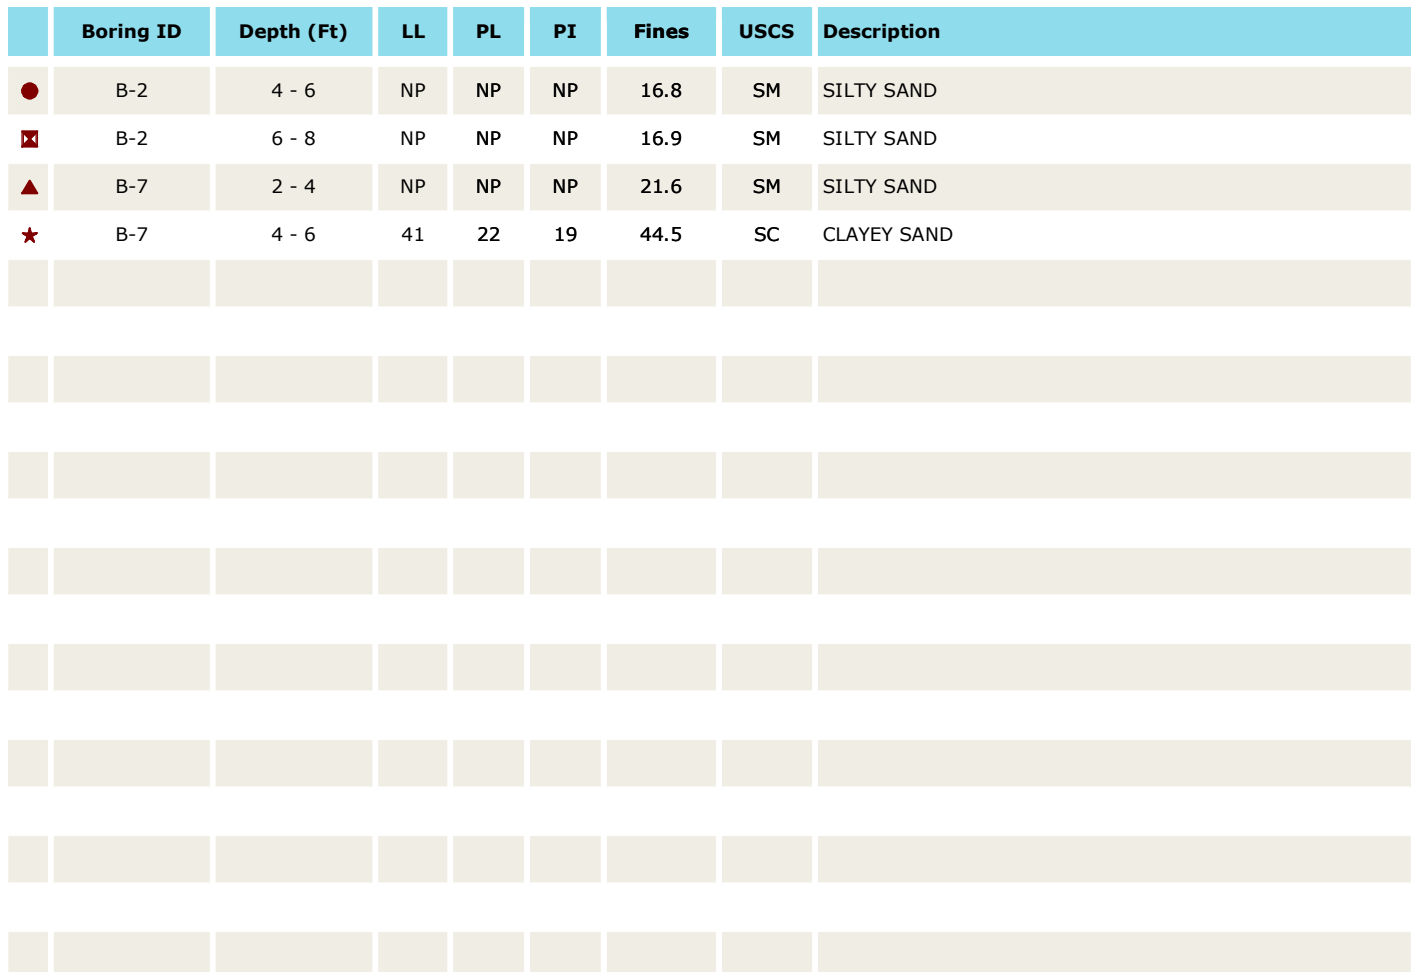 Boring ID Depth (Ft) LL PL PI Fines USCS Description
B-2 4 - 6 NP NP NP 16.8 SM SILTY SAND
B-2 6 - 8 NP NP NP 16.9 SM SILTY SAND
B-7 2 - 4 NP NP NP 21.6 SM SILTY SAND
B-7 4 - 6 41 22 19 44.5 SC CLAYEY SAND